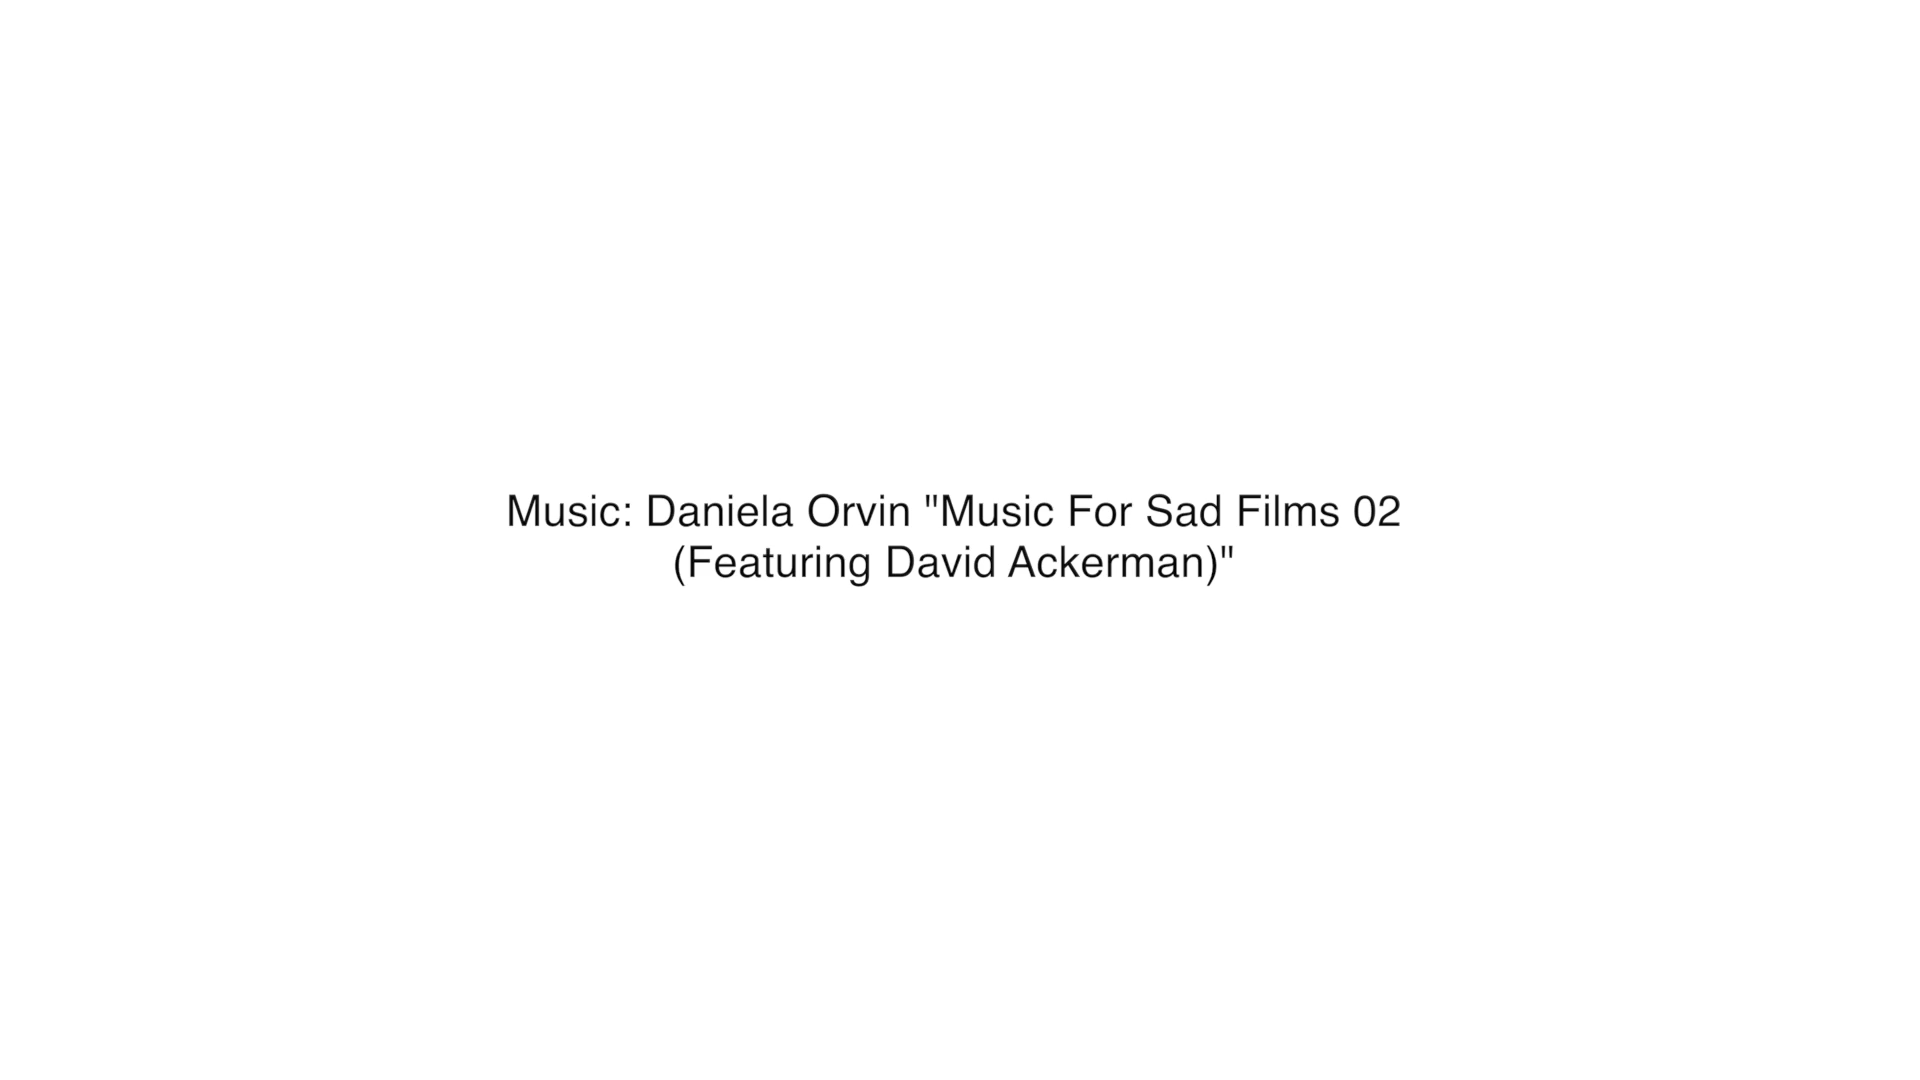 Music: Daniela Orvin "Music For Sad Films 02
(Featuring David Ackerman)"